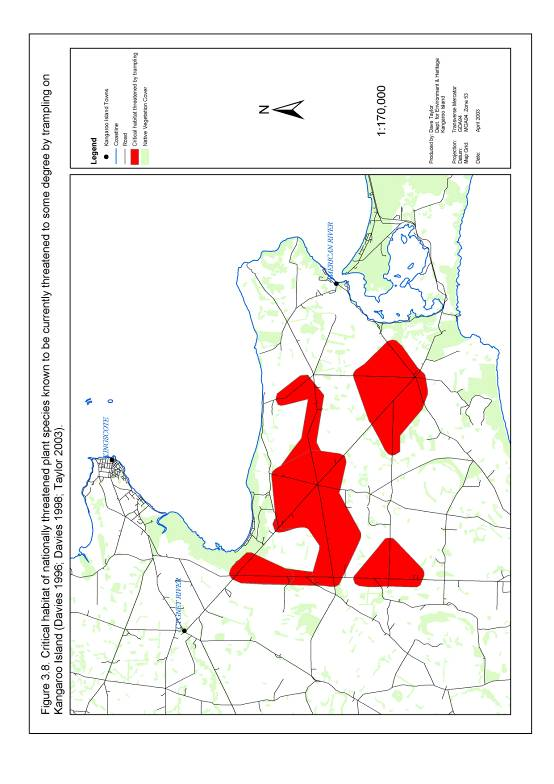 Figure 3.8. Critical habitat of nationally threatened plant species known to be currently threatened to some degree by trampling on
Kangaroo Island (Davies 1996; Davies 1998; Taylor 2003).
KINGSCOTE
CYGNET RIVER
AMERICAN RIVER
Legend
Kangaroo Island Towns
Coastline
Road
Critical habitat threatened by trampling
Native Vegetation Cover
N
1:170,000
Produced by: Dave Taylor
Dept. for Environment & Heritage
Kangaroo Island
Projection: Transverse Mercator
Datum: GDA94
Map Grid: MGA94 Zone 53
Date: April 2003